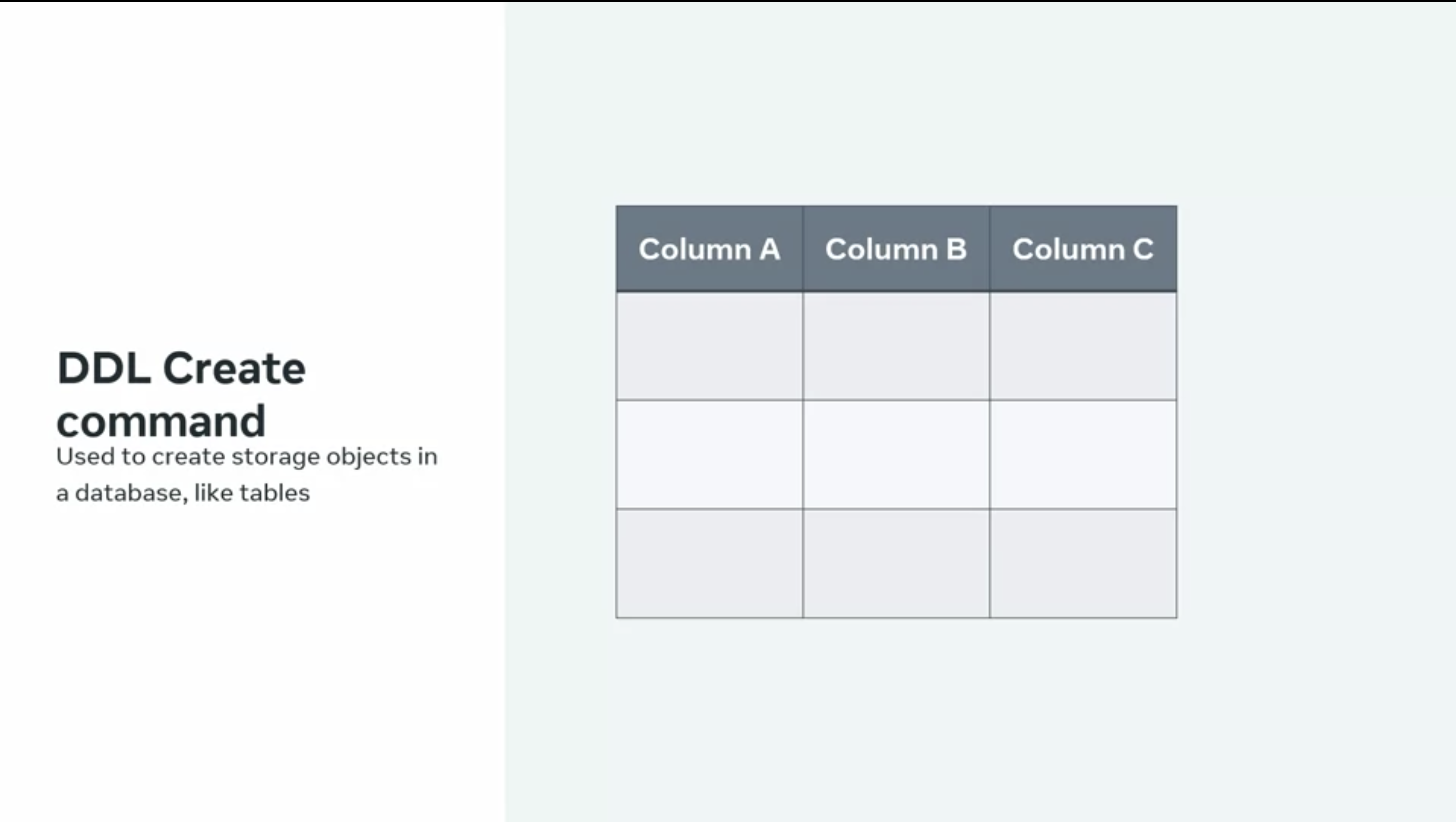 DDL Create
command
Used to create storage objects in
a database, like tables
Column A Column B Column C